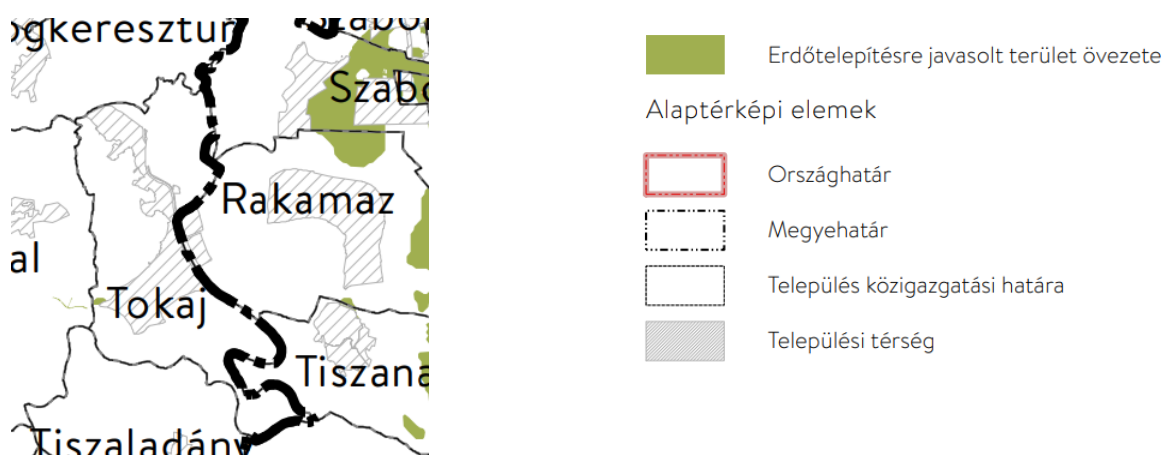 ogkeresztúr
Szabo
Rakamaz
al
Tokaj
Tiszana
Tiszaladány
Erdőtelepítésre javasolt terület övezete
Alaptérképi elemek
Országhatár
Megyehatár
Település közigazgatási határa
Települési térség